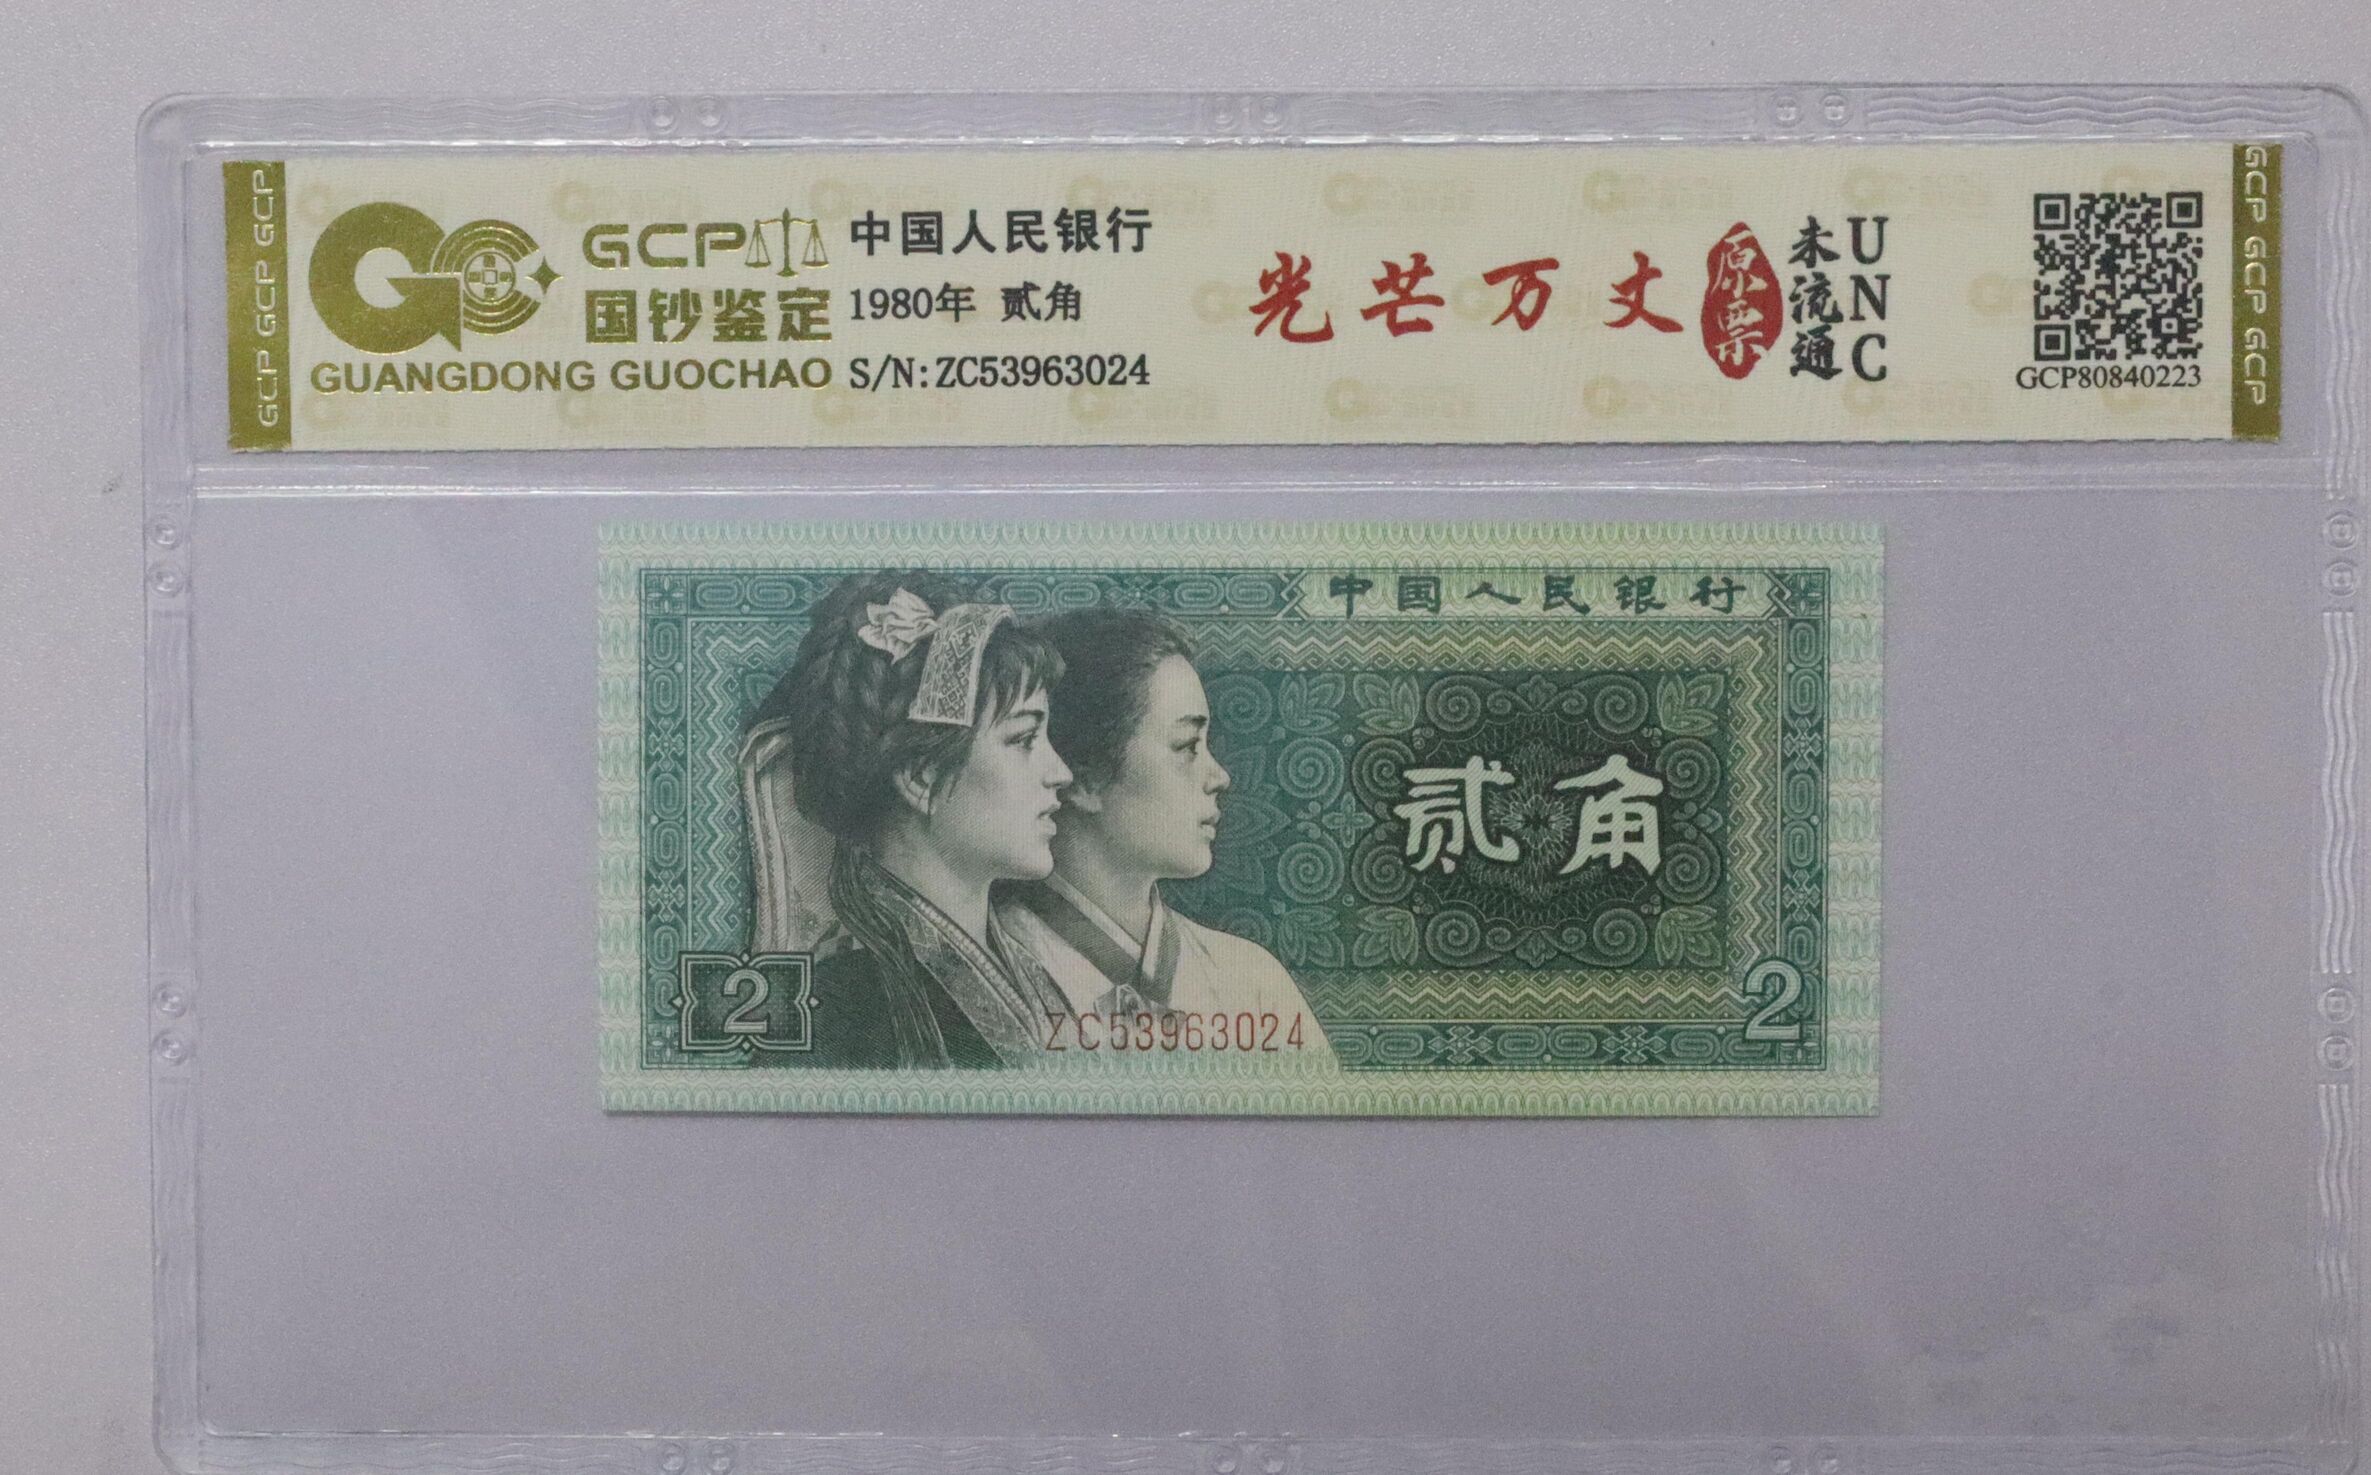 GCP GCP GCP
GCP
国钞鉴定
GUANGDONG GUOCHAO
中国人民银行
1980年 贰角
S/N:ZC53963024
光芒万丈
原票
未流通
UNC
GCP80840223
GCP GCP GCP
中国人民银行
贰角
2
ZC53963024
2